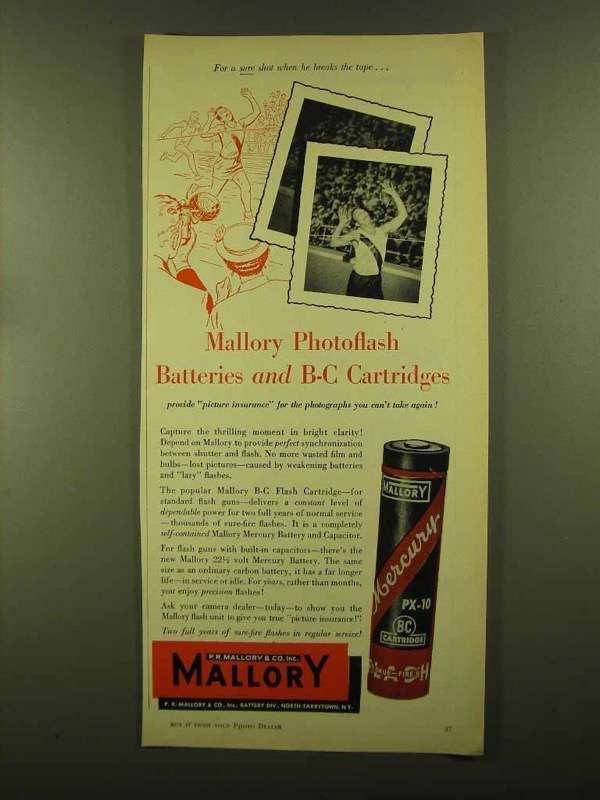 For a sure shot when he breaks the tape . . .
Mallory Photoflash
Batteries and B-C Cartridges
provide "picture insurance" for the photographs you can't take again!
Capture the thrilling moment in bright clarity!
Depend on Mallory to provide perfect synchronization
between shutter and flash. No more wasted film and
bulbs—lost pictures—caused by weakening batteries
and "lazy" flashes.
The popular Mallory B-C Flash Cartridge—for
standard flash guns—delivers a constant level of
dependable power for two full years of normal service
—thousands of sure-fire flashes. It is a completely
self-contained Mallory Mercury Battery and Capacitor.
For flash guns with built-in capacitors—there's the
new Mallory 22½ volt Mercury Battery. The same
size as an ordinary carbon battery, it has a far longer
life—in service or idle. For years, rather than months,
you enjoy precision flashes!
Ask your camera dealer—today—to show you the
Mallory flash unit to give you true "picture insurance"!
Two full years of sure-fire flashes in regular service!
MALLORY
Mercury
PX-10
BC
CARTRIDGE
FLASH
P. R. MALLORY & CO. Inc.
MALLORY
P. R. MALLORY & CO., Inc., BATTERY DIV., NORTH TARRYTOWN, N.Y.
BUY IT FROM YOUR PHOTO DEALER
37